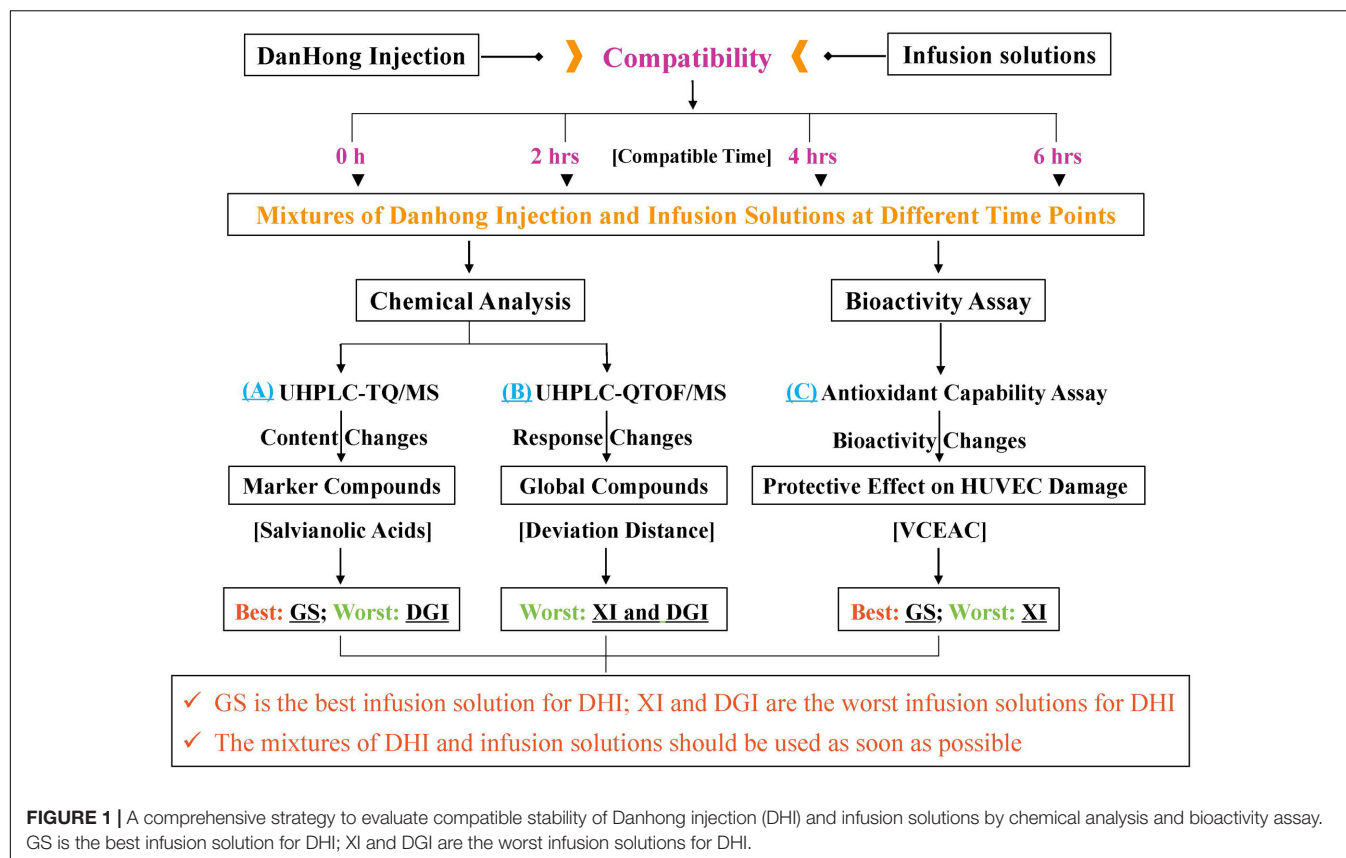 DanHong Injection
Compatibility
Infusion solutions
0 h
2 hrs
[Compatible Time]
4 hrs
6 hrs
Mixtures of Danhong Injection and Infusion Solutions at Different Time Points
Chemical Analysis
Bioactivity Assay
(A) UHPLC-TQ/MS
(B) UHPLC-QTOF/MS
(C) Antioxidant Capability Assay
Content Changes
Response Changes
Bioactivity Changes
Marker Compounds
Global Compounds
Protective Effect on HUVEC Damage
[Salvianolic Acids]
[Deviation Distance]
[VCEAC]
Best: GS; Worst: DGI
Worst: XI and DGI
Best: GS; Worst: XI
✓ GS is the best infusion solution for DHI; XI and DGI are the worst infusion solutions for DHI
✓ The mixtures of DHI and infusion solutions should be used as soon as possible
FIGURE 1 | A comprehensive strategy to evaluate compatible stability of Danhong injection (DHI) and infusion solutions by chemical analysis and bioactivity assay.
GS is the best infusion solution for DHI; XI and DGI are the worst infusion solutions for DHI.